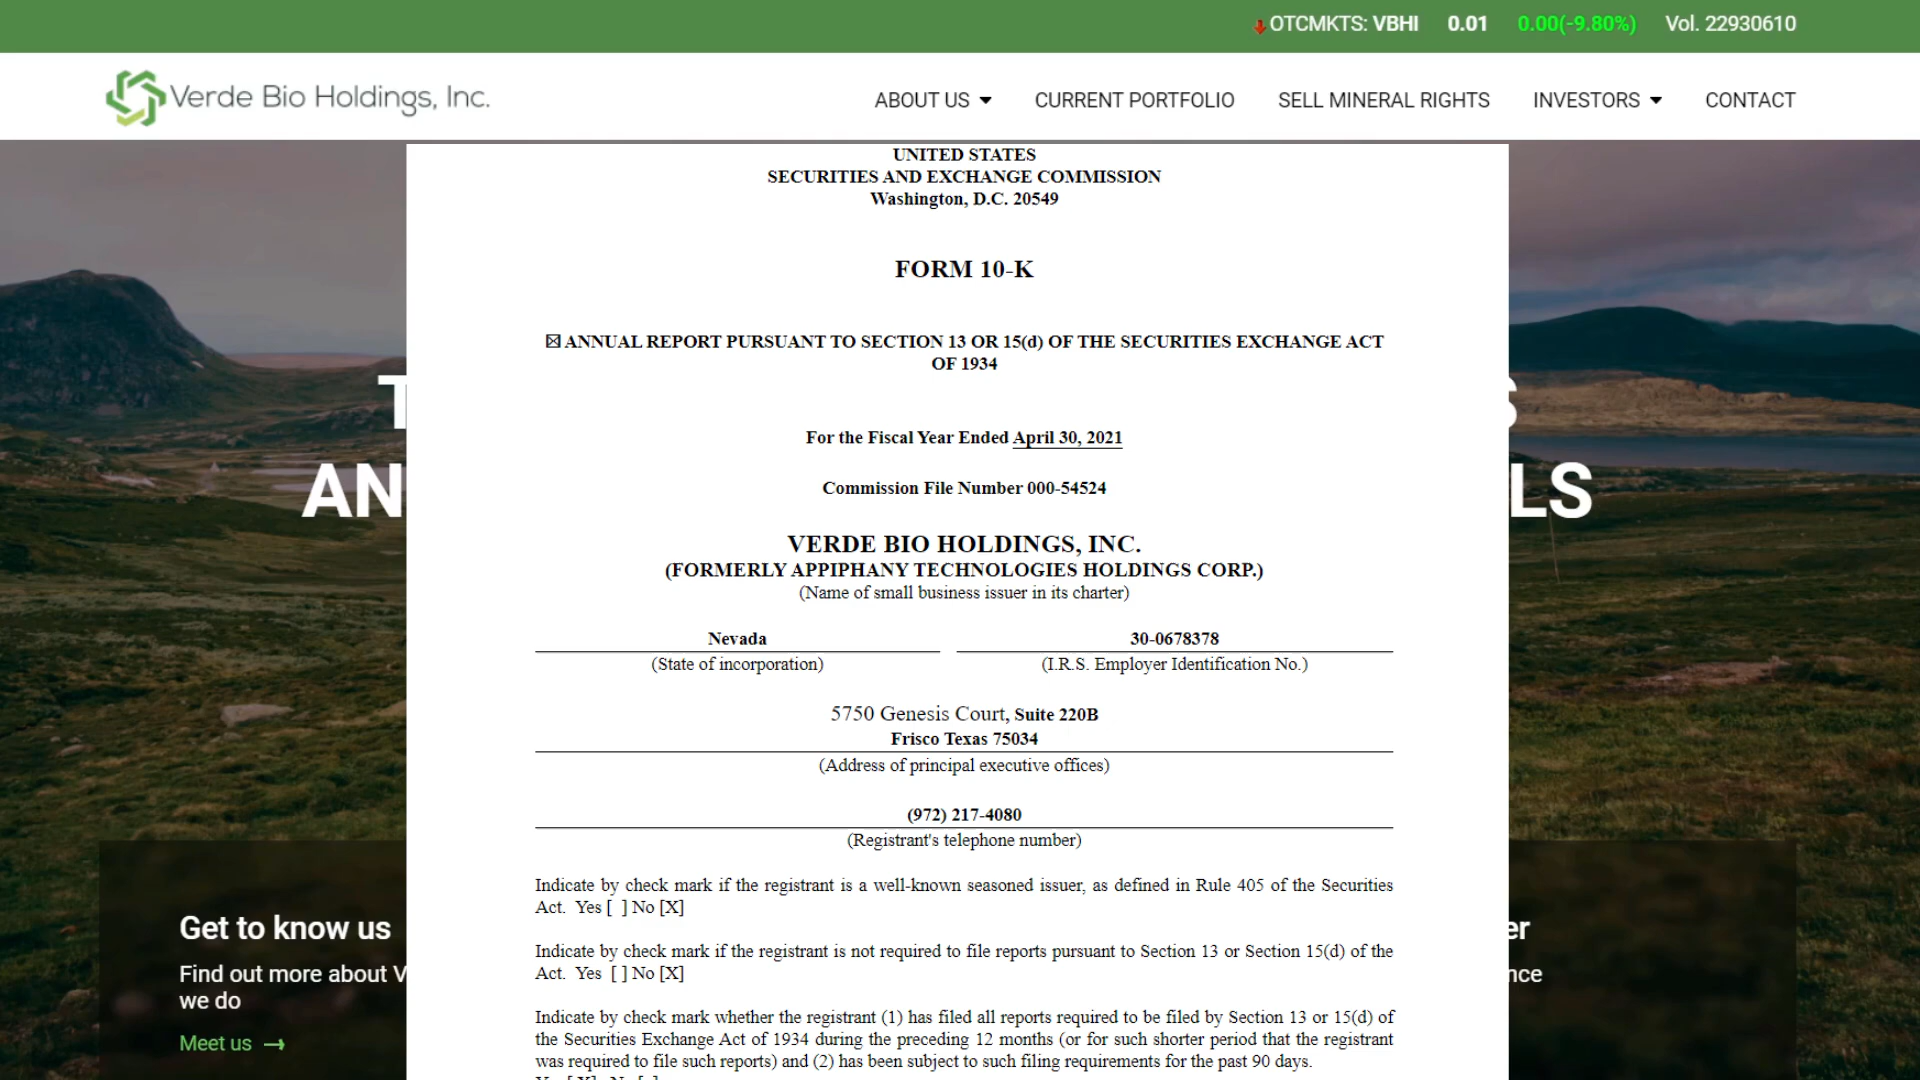 OTCMKTS: VBHI 0.01 0.00(-9.80%) Vol. 22930610
Verde Bio Holdings, Inc.
ABOUT US CURRENT PORTFOLIO SELL MINERAL RIGHTS INVESTORS CONTACT
UNITED STATES
SECURITIES AND EXCHANGE COMMISSION
Washington, D.C. 20549
FORM 10-K
☒ ANNUAL REPORT PURSUANT TO SECTION 13 OR 15(d) OF THE SECURITIES EXCHANGE ACT
OF 1934
For the Fiscal Year Ended April 30, 2021
Commission File Number 000-54524
VERDE BIO HOLDINGS, INC.
(FORMERLY APPIPHANY TECHNOLOGIES HOLDINGS CORP.)
(Name of small business issuer in its charter)
Nevada 30-0678378
(State of incorporation) (I.R.S. Employer Identification No.)
5750 Genesis Court, Suite 220B
Frisco Texas 75034
(Address of principal executive offices)
(972) 217-4080
(Registrant's telephone number)
Indicate by check mark if the registrant is a well-known seasoned issuer, as defined in Rule 405 of the Securities
Act. Yes [ ] No [X]
Indicate by check mark if the registrant is not required to file reports pursuant to Section 13 or Section 15(d) of the
Act. Yes [ ] No [X]
Indicate by check mark whether the registrant (1) has filed all reports required to be filed by Section 13 or 15(d) of
the Securities Exchange Act of 1934 during the preceding 12 months (or for such shorter period that the registrant
was required to file such reports) and (2) has been subject to such filing requirements for the past 90 days.
T
AN
LS
Get to know us
Find out more about V
we do
Meet us →
er
nce